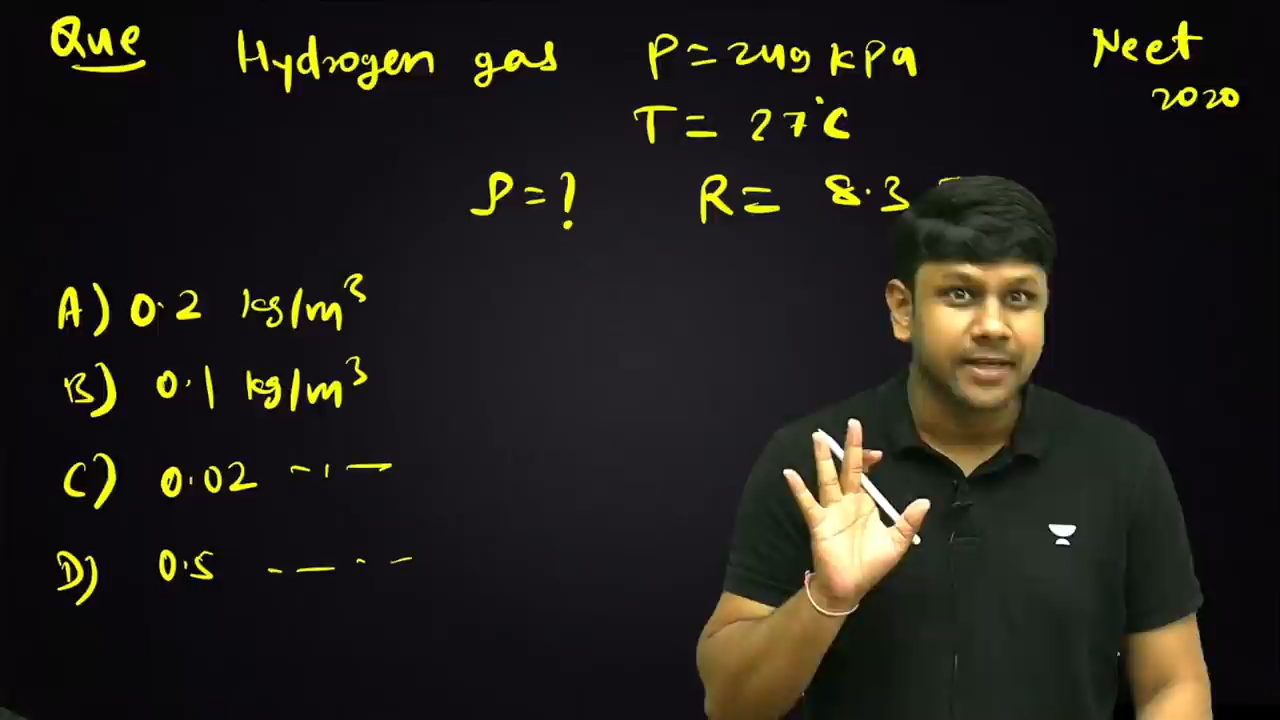 Que Hydrogen gas P = 249 kPa Neet
2020
T = 27°C
ρ = ? R = 8.3
A) 0.2 kg/m³
B) 0.1 kg/m³
C) 0.02 -- ı --
D) 0.5 -- -- · --